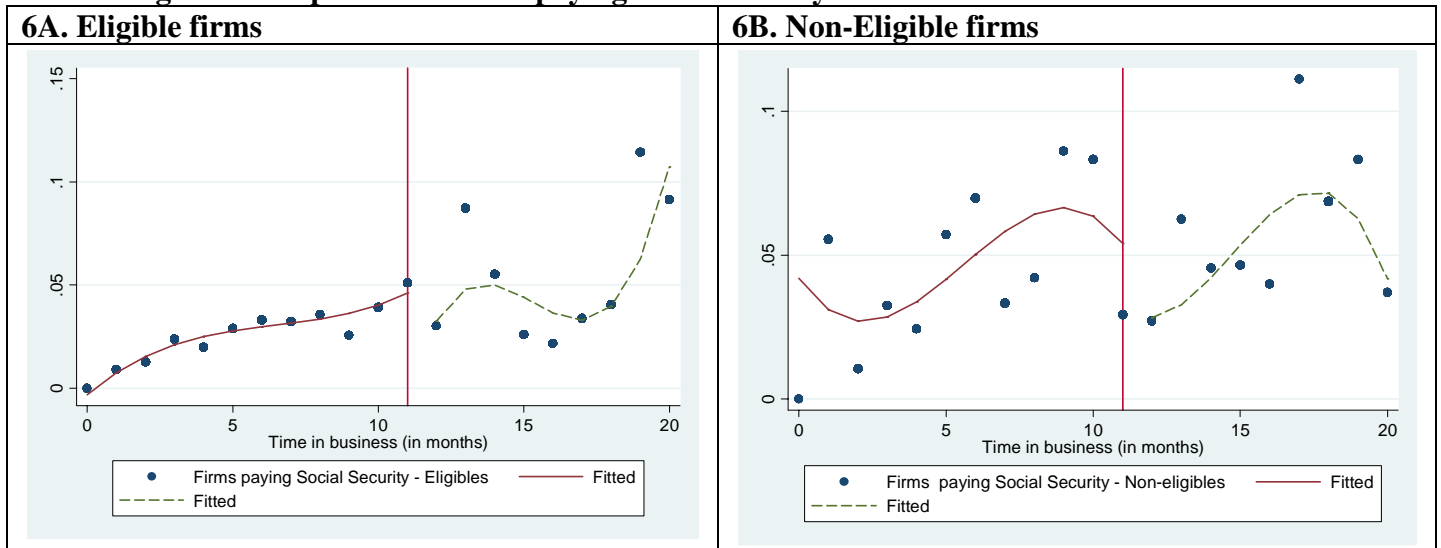 6A. Eligible firms
6B. Non-Eligible firms
.15
.1
.05
0
0 5 10 15 20
Time in business (in months)
Firms paying Social Security - Eligibles Fitted
Fitted
.1
.05
0
0 5 10 15 20
Time in business (in months)
Firms paying Social Security - Non-eligibles Fitted
Fitted